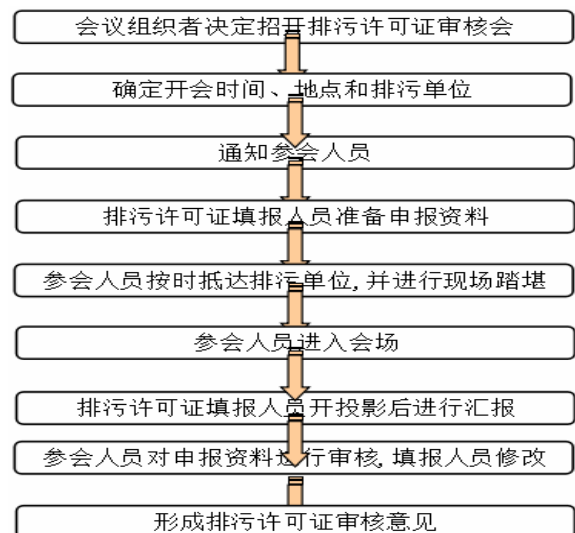 会议组织者决定招开排污许可证审核会
确定开会时间、地点和排污单位
通知参会人员
排污许可证填报人员准备申报资料
参会人员按时抵达排污单位,并进行现场踏堪
参会人员进入会场
排污许可证填报人员开投影后进行汇报
参会人员对申报资料进行审核,填报人员修改
形成排污许可证审核意见